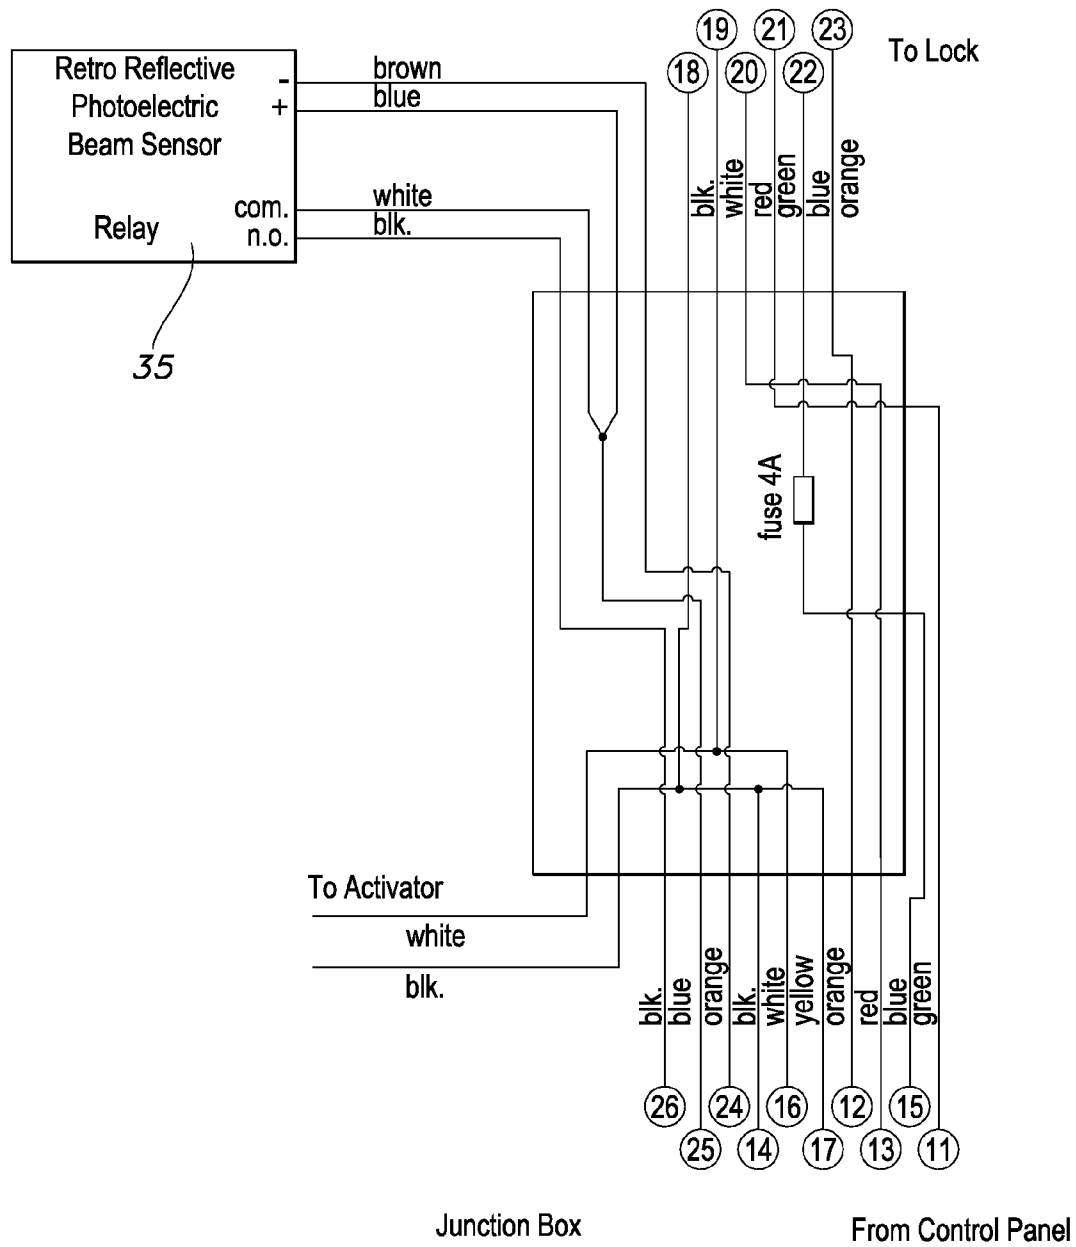 19
21
23
To Lock
18
20
22
Retro Reflective
Photoelectric
Beam Sensor
-
+
brown
blue
com.
n.o.
Relay
white
blk.
35
blk.
white
red
green
blue
orange
fuse 4A
To Activator
white
blk.
blk.
blue
orange
blk.
white
yellow
orange
red
blue
green
26
24
16
12
15
25
14
17
13
11
Junction Box
From Control Panel